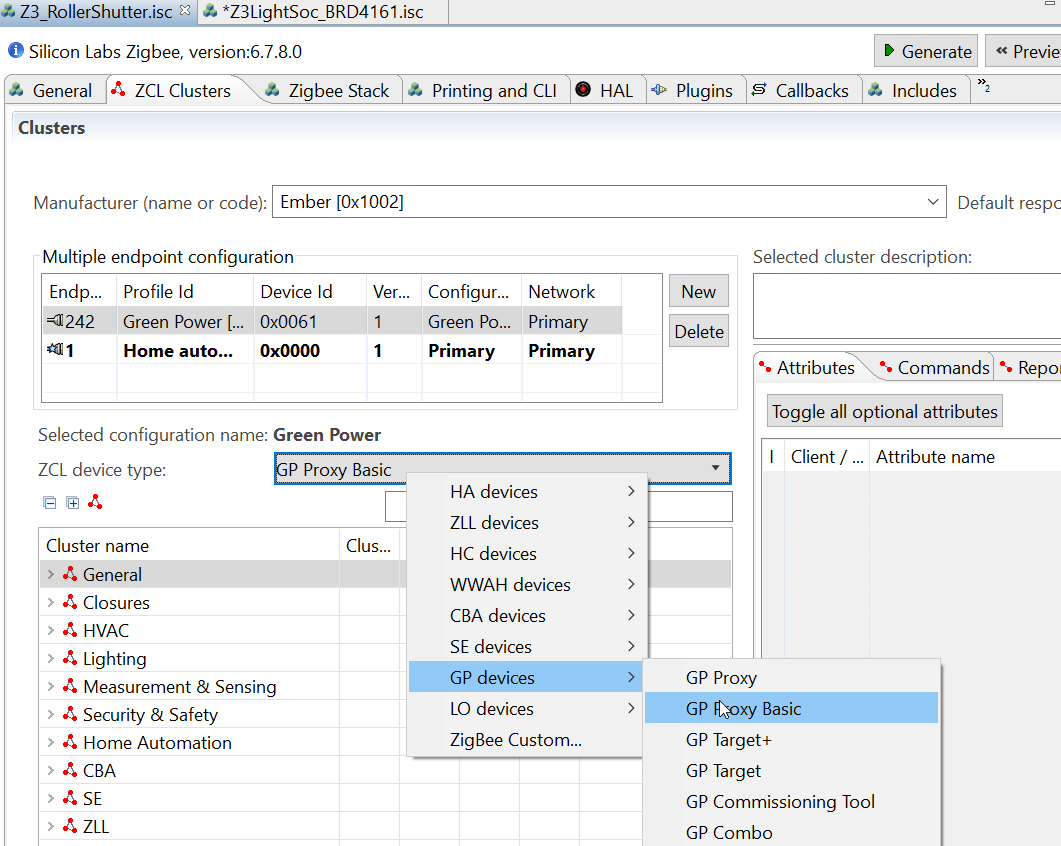 Z3_RollerShutter.isc *Z3LightSoc_BRD4161.isc
Silicon Labs Zigbee, version:6.7.8.0 Generate « Previe
General ZCL Clusters Zigbee Stack Printing and CLI HAL Plugins Callbacks Includes »2
Clusters
Manufacturer (name or code): Ember [0x1002] Default respo
Multiple endpoint configuration Selected cluster description:
Endp... Profile Id Device Id Ver... Configur... Network New
242 Green Power [... 0x0061 1 Green Po... Primary
1 Home auto... 0x0000 1 Primary Primary Delete
Attributes Commands Repor
Toggle all optional attributes
Selected configuration name: Green Power
I Client / ... Attribute name
ZCL device type: GP Proxy Basic
HA devices
ZLL devices
HC devices
WWAH devices
CBA devices
SE devices
GP devices
LO devices
ZigBee Custom...
GP Proxy
GP Proxy Basic
GP Target+
GP Target
GP Commissioning Tool
GP Combo
Cluster name Clus...
General
Closures
HVAC
Lighting
Measurement & Sensing
Security & Safety
Home Automation
CBA
SE
ZLL